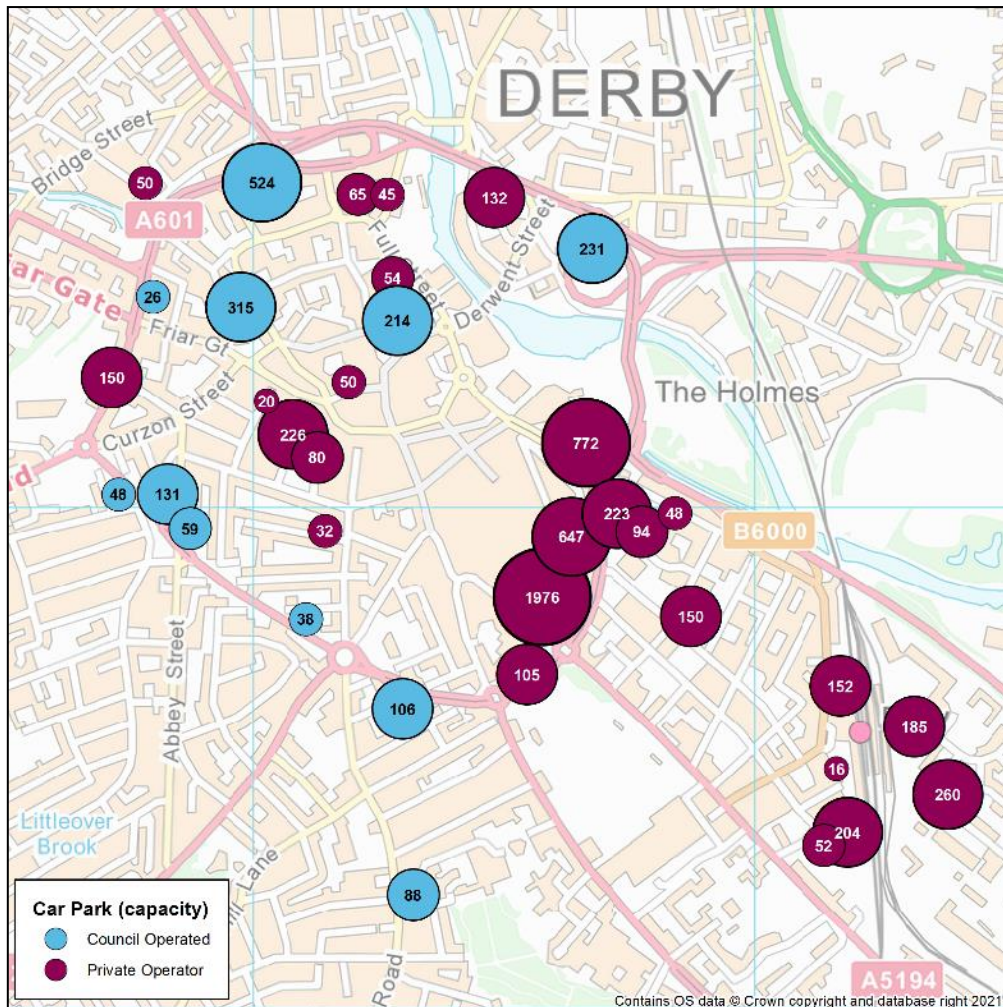 DERBY
Bridge Street
50
524
65
45
132
A601
Full Street
231
54
Derwent Street
26
315
214
Friar Gt
150
50
The Holmes
20
Curzon Street
226
80
772
48
131
223
48
59
94
B6000
32
647
1976
38
150
105
152
106
185
Abbey Street
16
260
Littleover
Brook
204
52
88
Lane
Road
Car Park (capacity)
Council Operated
Private Operator
A5194
Contains OS data © Crown copyright and database right 2021